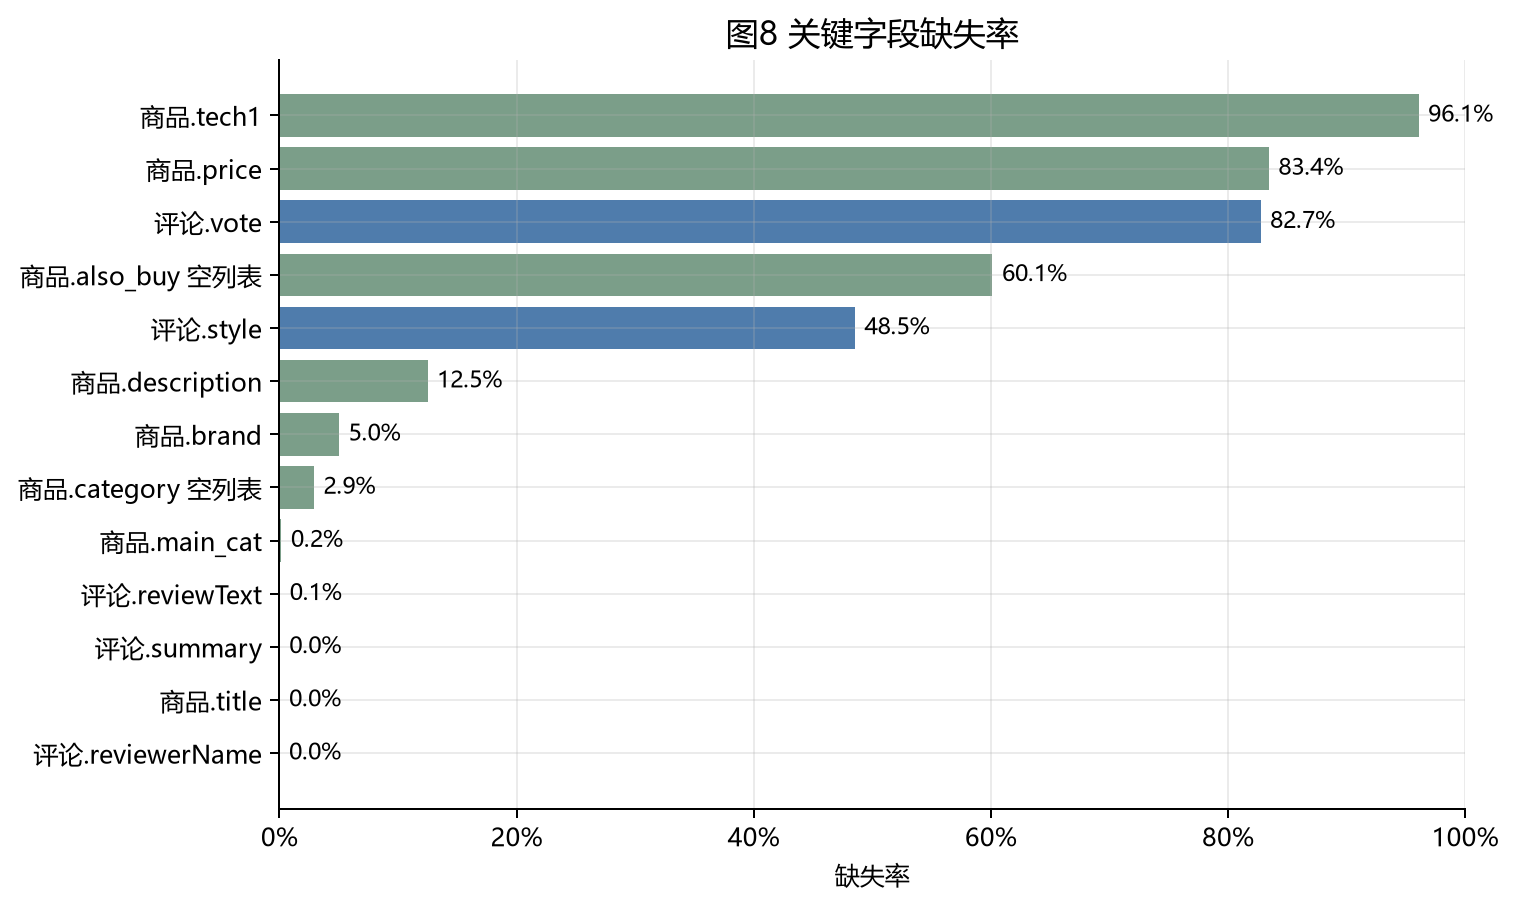 图8 关键字段缺失率
商品.tech1 96.1%
商品.price 83.4%
评论.vote 82.7%
商品.also_buy 空列表 60.1%
评论.style 48.5%
商品.description 12.5%
商品.brand 5.0%
商品.category 空列表 2.9%
商品.main_cat 0.2%
评论.reviewText 0.1%
评论.summary 0.0%
商品.title 0.0%
评论.reviewerName 0.0%
0% 20% 40% 60% 80% 100%
缺失率